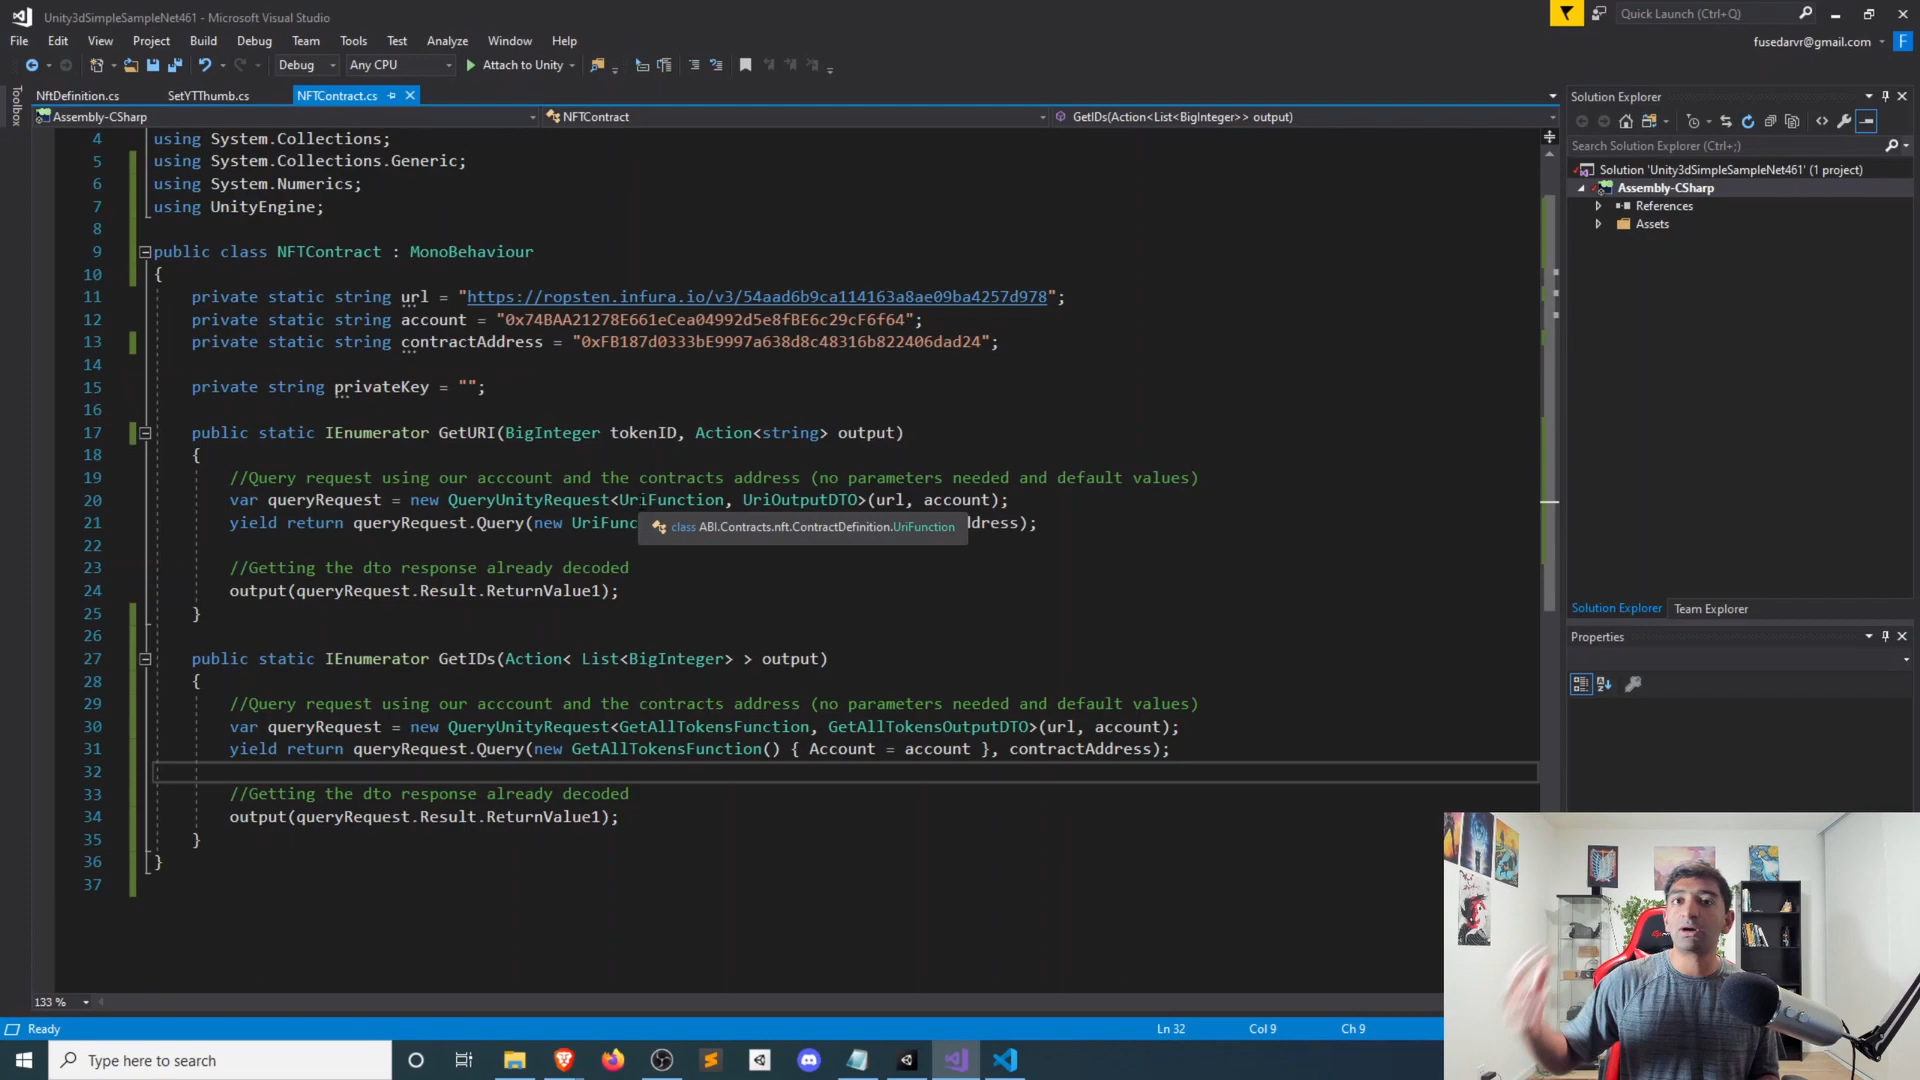 Unity3dSimpleSampleNet461 - Microsoft Visual Studio
Quick Launch (Ctrl+Q)
File Edit View Project Build Debug Team Tools Test Analyze Window Help
fusedarvr@gmail.com F
Debug Any CPU Attach to Unity
Toolbox
NftDefinition.cs SetYTThumb.cs NFTContract.cs
Solution Explorer
Assembly-CSharp NFTContract GetIDs(Action<List<BigInteger>> output)
Search Solution Explorer (Ctrl+;)
Solution 'Unity3dSimpleSampleNet461' (1 project)
Assembly-CSharp
References
Assets
4 using System.Collections;
5 using System.Collections.Generic;
6 using System.Numerics;
7 using UnityEngine;
8
9 public class NFTContract : MonoBehaviour
10 {
11 private static string url = "https://ropsten.infura.io/v3/54aad6b9ca114163a8ae09ba4257d978";
12 private static string account = "0x74BAA21278E661eCea04992d5e8fBE6c29cF6f64";
13 private static string contractAddress = "0xFB187d0333bE9997a638d8c48316b822406dad24";
14
15 private string privateKey = "";
16
17 public static IEnumerator GetURI(BigInteger tokenID, Action<string> output)
18 {
19 //Query request using our acccount and the contracts address (no parameters needed and default values)
20 var queryRequest = new QueryUnityRequest<UriFunction, UriOutputDTO>(url, account);
21 yield return queryRequest.Query(new UriFunc ddress);
class ABI.Contracts.nft.ContractDefinition.UriFunction
22
23 //Getting the dto response already decoded
24 output(queryRequest.Result.ReturnValue1);
25 }
26
27 public static IEnumerator GetIDs(Action< List<BigInteger> > output)
28 {
29 //Query request using our acccount and the contracts address (no parameters needed and default values)
30 var queryRequest = new QueryUnityRequest<GetAllTokensFunction, GetAllTokensOutputDTO>(url, account);
31 yield return queryRequest.Query(new GetAllTokensFunction() { Account = account }, contractAddress);
32
33 //Getting the dto response already decoded
34 output(queryRequest.Result.ReturnValue1);
35 }
36 }
37
Solution Explorer Team Explorer
Properties
133 %
Ready Ln 32 Col 9 Ch 9
Type here to search